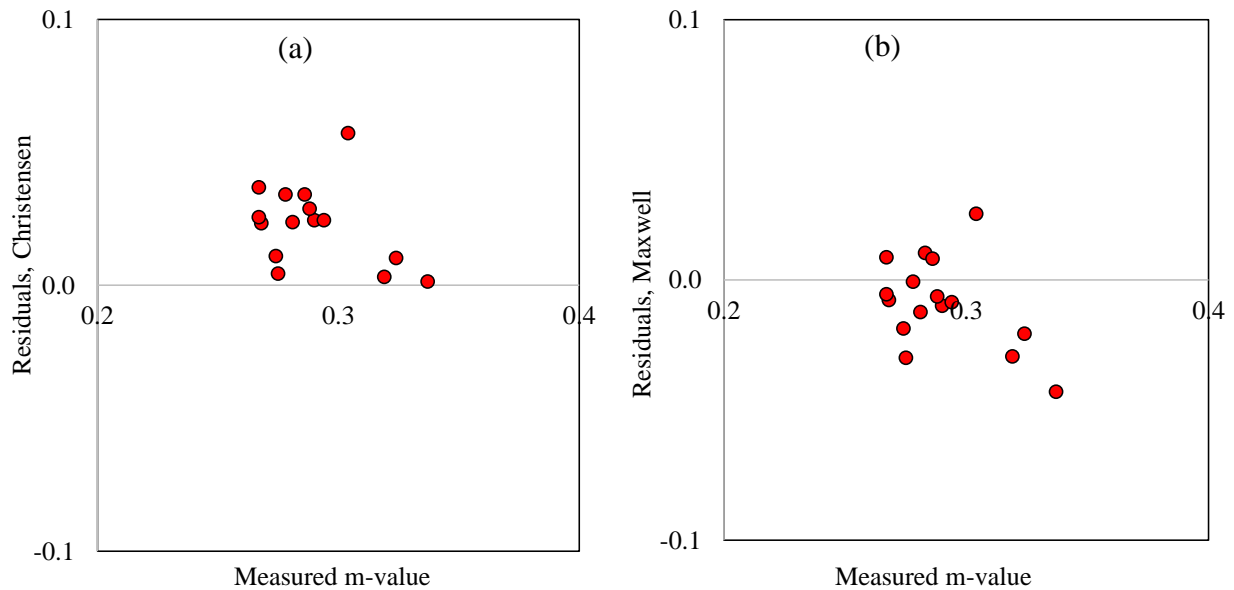 0.1
(a)
Residuals, Christensen
0.0
0.2
0.3
0.4
-0.1
Measured m-value
0.1
(b)
Residuals, Maxwell
0.0
0.2
0.3
0.4
-0.1
Measured m-value